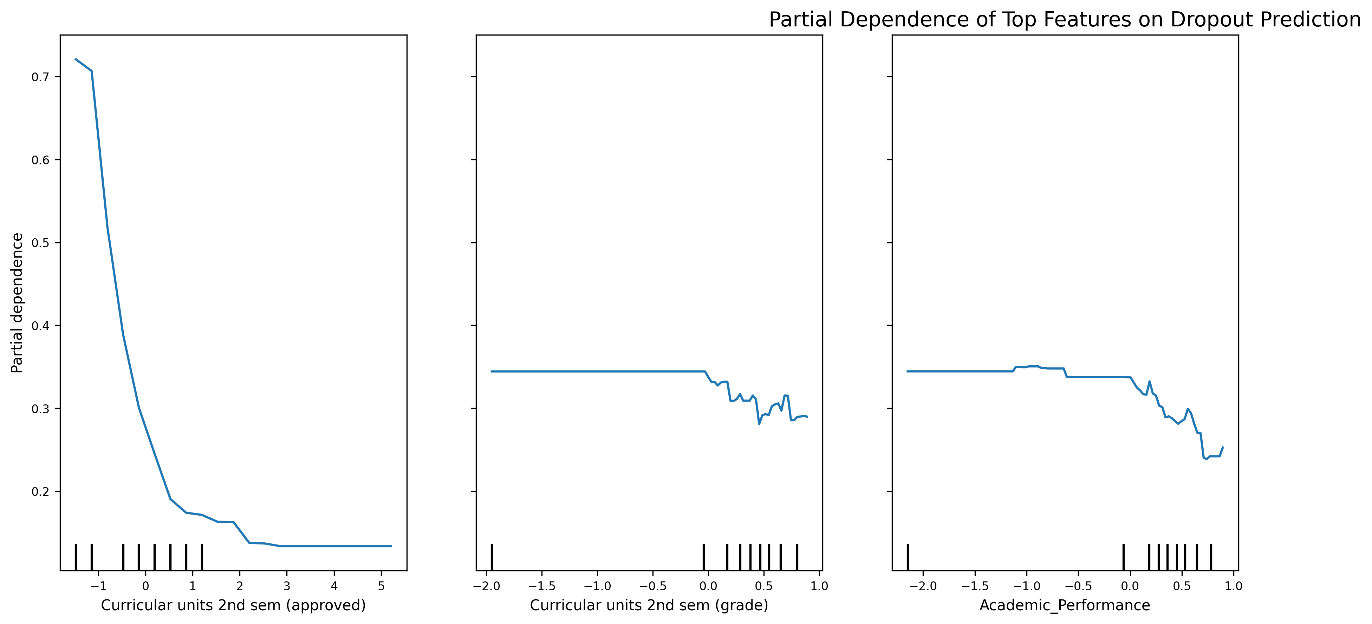 Partial Dependence of Top Features on Dropout Prediction
Partial dependence
0.7
0.6
0.5
0.4
0.3
0.2
−1 0 1 2 3 4 5
Curricular units 2nd sem (approved)
−2.0 −1.5 −1.0 −0.5 0.0 0.5 1.0
Curricular units 2nd sem (grade)
−2.0 −1.5 −1.0 −0.5 0.0 0.5 1.0
Academic_Performance